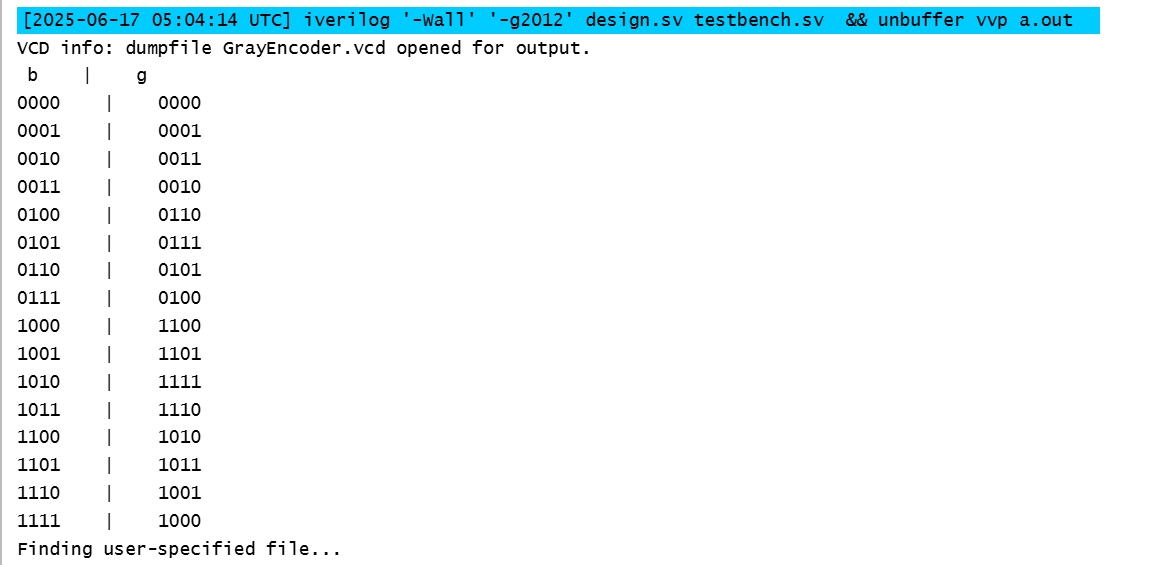 [2025-06-17 05:04:14 UTC] iverilog '-Wall' '-g2012' design.sv testbench.sv  && unbuffer vvp a.out
VCD info: dumpfile GrayEncoder.vcd opened for output.
 b    |    g
0000    |    0000
0001    |    0001
0010    |    0011
0011    |    0010
0100    |    0110
0101    |    0111
0110    |    0101
0111    |    0100
1000    |    1100
1001    |    1101
1010    |    1111
1011    |    1110
1100    |    1010
1101    |    1011
1110    |    1001
1111    |    1000
Finding user-specified file...